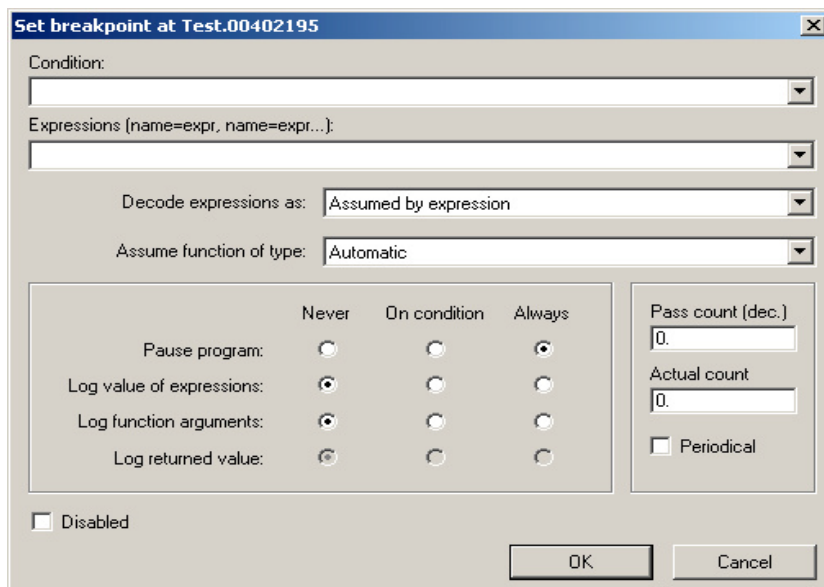 Set breakpoint at Test.00402195
Condition:
Expressions (name=expr, name=expr...):
Decode expressions as: Assumed by expression
Assume function of type: Automatic
Never On condition Always
Pause program:
Log value of expressions:
Log function arguments:
Log returned value:
Pass count (dec.)
0.
Actual count
0.
Periodical
Disabled
OK Cancel